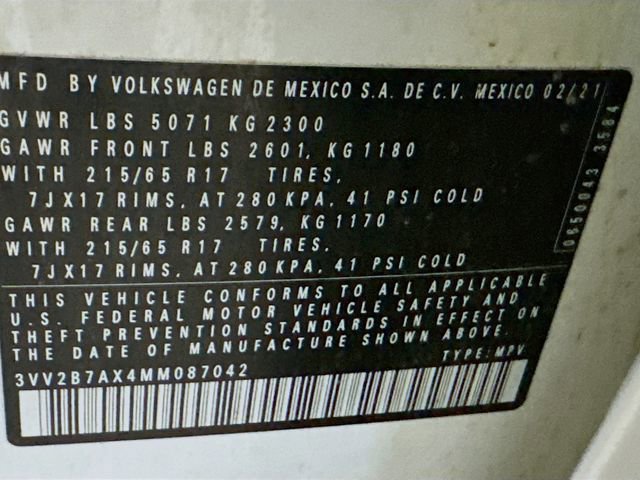 MFD BY VOLKSWAGEN DE MEXICO S.A. DE C.V. MEXICO 02/21
GVWR LBS 5071 KG 2300
GAWR FRONT LBS 2601, KG 1180
WITH 215/65 R17 TIRES,
7JX17 RIMS, AT 280 KPA, 41 PSI COLD
GAWR REAR LBS 2579, KG 1170
WITH 215/65 R17 TIRES,
7JX17 RIMS, AT 280 KPA, 41 PSI COLD
THIS VEHICLE CONFORMS TO ALL APPLICABLE
U.S. FEDERAL MOTOR VEHICLE SAFETY AND
THEFT PREVENTION STANDARDS IN EFFECT ON
THE DATE OF MANUFACTURE SHOWN ABOVE.
TYPE: MPV
3VV2B7AX4MM087042
0650043 3584